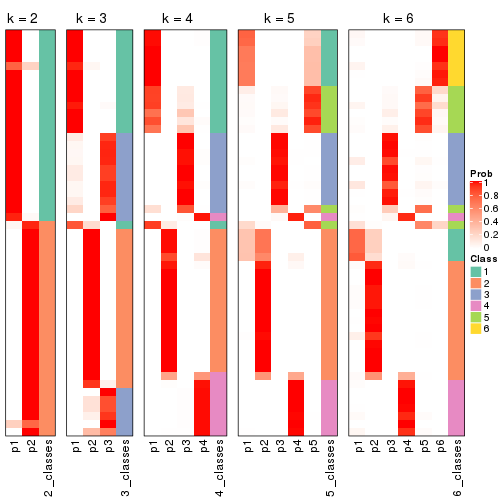 k = 2
k = 3
k = 4
k = 5
k = 6
p1
p2
2_classes
p1
p2
p3
3_classes
p1
p2
p3
p4
4_classes
p1
p2
p3
p4
p5
5_classes
p1
p2
p3
p4
p5
p6
6_classes
Prob
1
0.8
0.6
0.4
0.2
0
Class
1
2
3
4
5
6